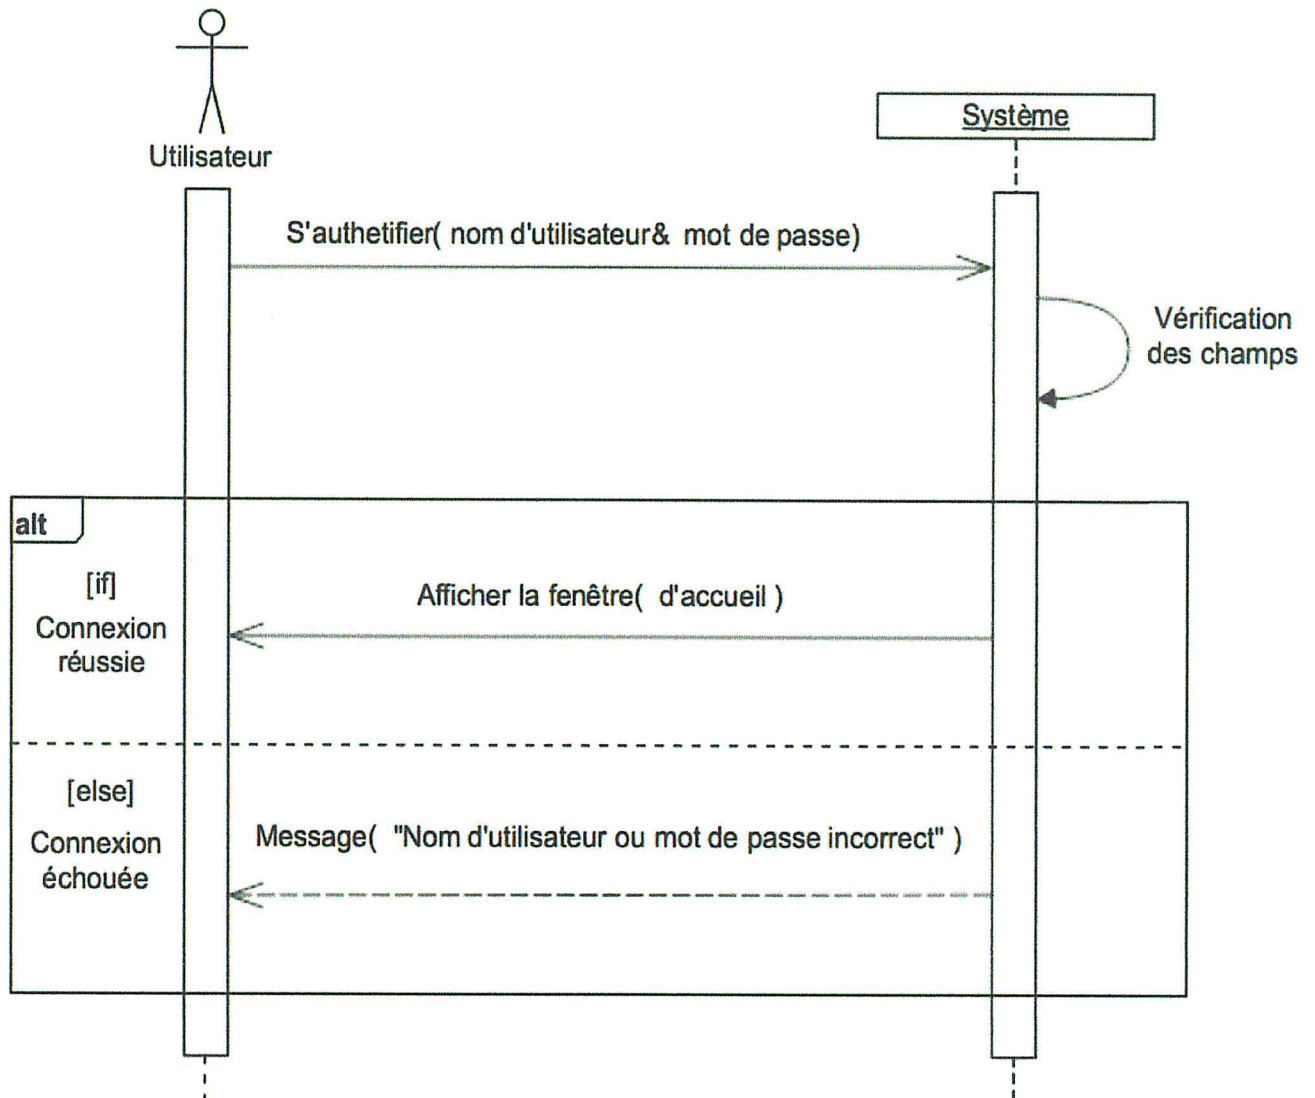 Utilisateur
Système
S'authetifier( nom d'utilisateur& mot de passe)
Vérification
des champs
alt
[if]
Connexion
réussie
Afficher la fenêtre( d'accueil )
[else]
Connexion
échouée
Message( "Nom d'utilisateur ou mot de passe incorrect" )